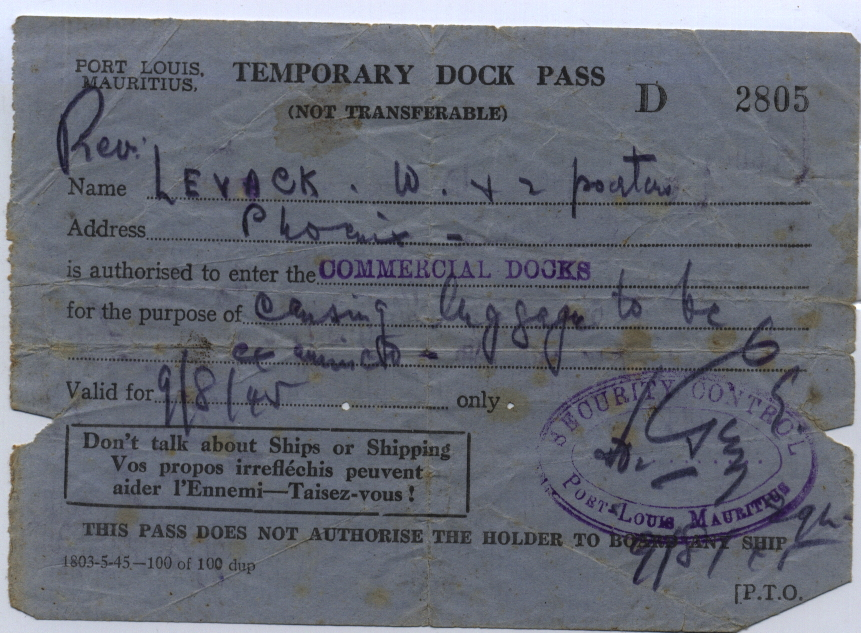 PORT LOUIS, MAURITIUS.
TEMPORARY DOCK PASS
(NOT TRANSFERABLE)
D 2805
Rev:
Name LEVACK. W. + 2 porters
Address Phoenix -
is authorised to enter the COMMERCIAL DOCKS
for the purpose of causing luggage to be
examined -
Valid for 9/8/45 only.
Don't talk about Ships or Shipping
Vos propos irrefléchis peuvent
aider l'Ennemi—Taisez-vous!
SECURITY CONTROL
PORT-LOUIS MAURITIUS
THIS PASS DOES NOT AUTHORISE THE HOLDER TO BOARD ANY SHIP
9/8/45
1803-5-45—100 of 100 dup
[P.T.O.